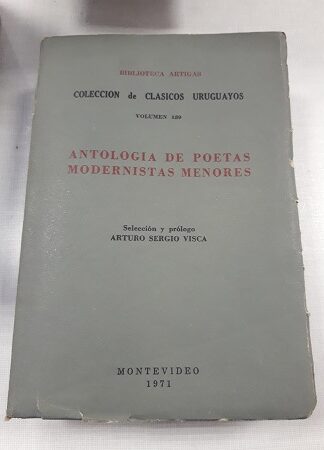 BIBLIOTECA ARTIGAS
COLECCION de CLASICOS URUGUAYOS
VOLUMEN 139
ANTOLOGIA DE POETAS
MODERNISTAS MENORES
Selección y prólogo
ARTURO SERGIO VISCA
MONTEVIDEO
1971